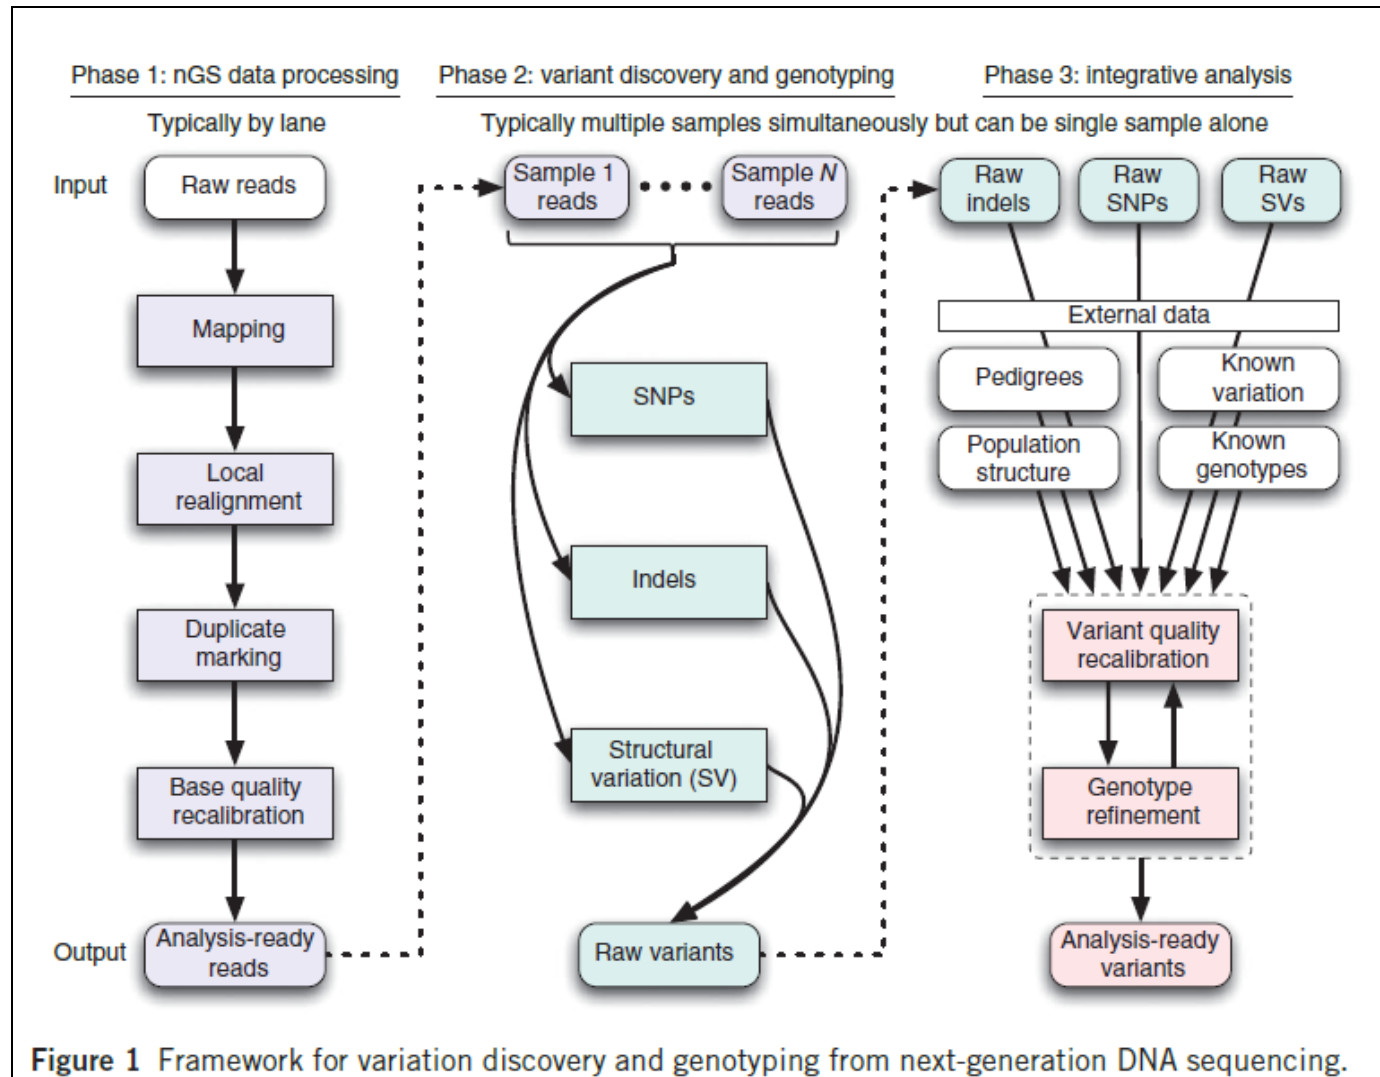 Phase 1: nGS data processing
Typically by lane
Input
Raw reads
Mapping
Local
realignment
Duplicate
marking
Base quality
recalibration
Output
Analysis-ready
reads
Phase 2: variant discovery and genotyping
Typically multiple samples simultaneously but can be single sample alone
Sample 1
reads
Sample N
reads
SNPs
Indels
Structural
variation (SV)
Raw variants
Phase 3: integrative analysis
Raw
indels
Raw
SNPs
Raw
SVs
External data
Pedigrees
Known
variation
Population
structure
Known
genotypes
Variant quality
recalibration
Genotype
refinement
Analysis-ready
variants
Figure 1 Framework for variation discovery and genotyping from next-generation DNA sequencing.